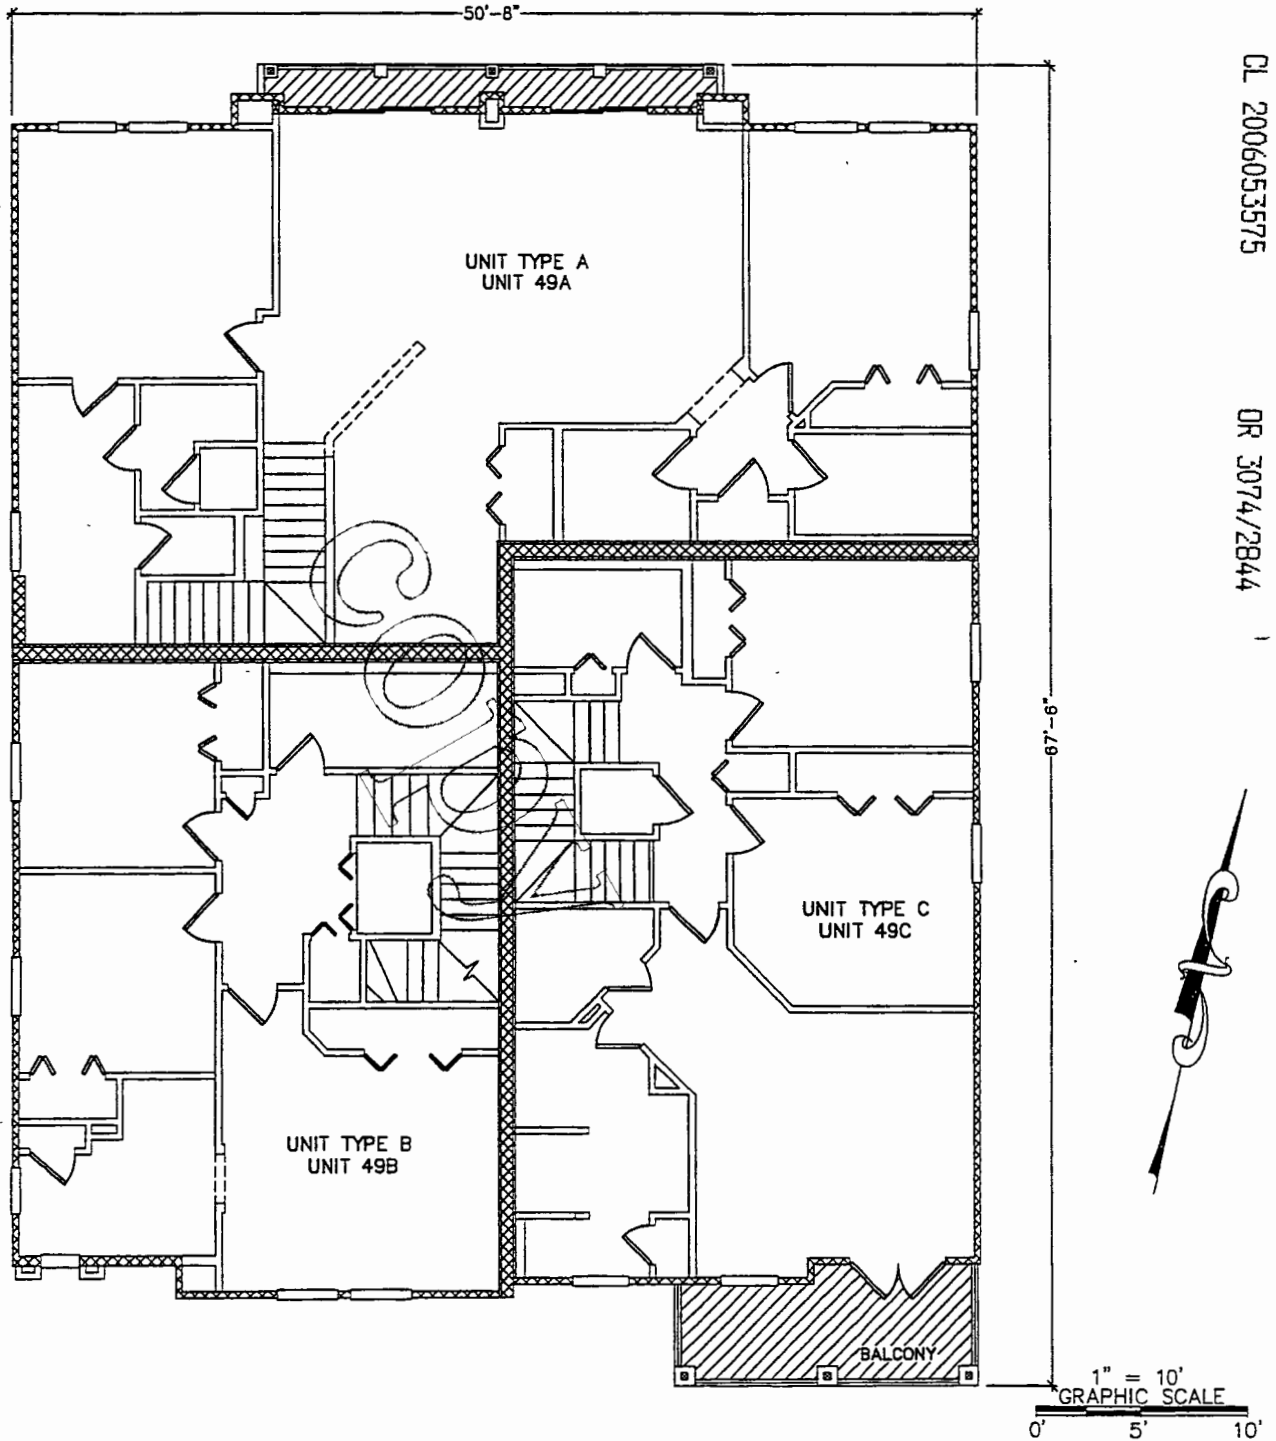 50'-8"
CL 2006053575
OR 3074/2844
UNIT TYPE A
UNIT 49A
COPY
67'-6"
UNIT TYPE C
UNIT 49C
UNIT TYPE B
UNIT 49B
BALCONY
1" = 10'
GRAPHIC SCALE
0' 5' 10'